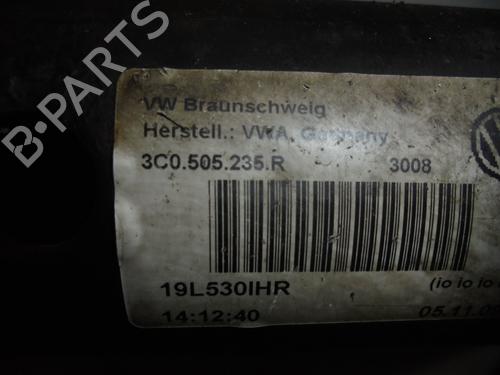 B-PARTS
VW Braunschweig
Herstell.: VWA, Germany
3C0.505.235.R 3008
19L530IHR (io io io
14:12:40 05.11.0